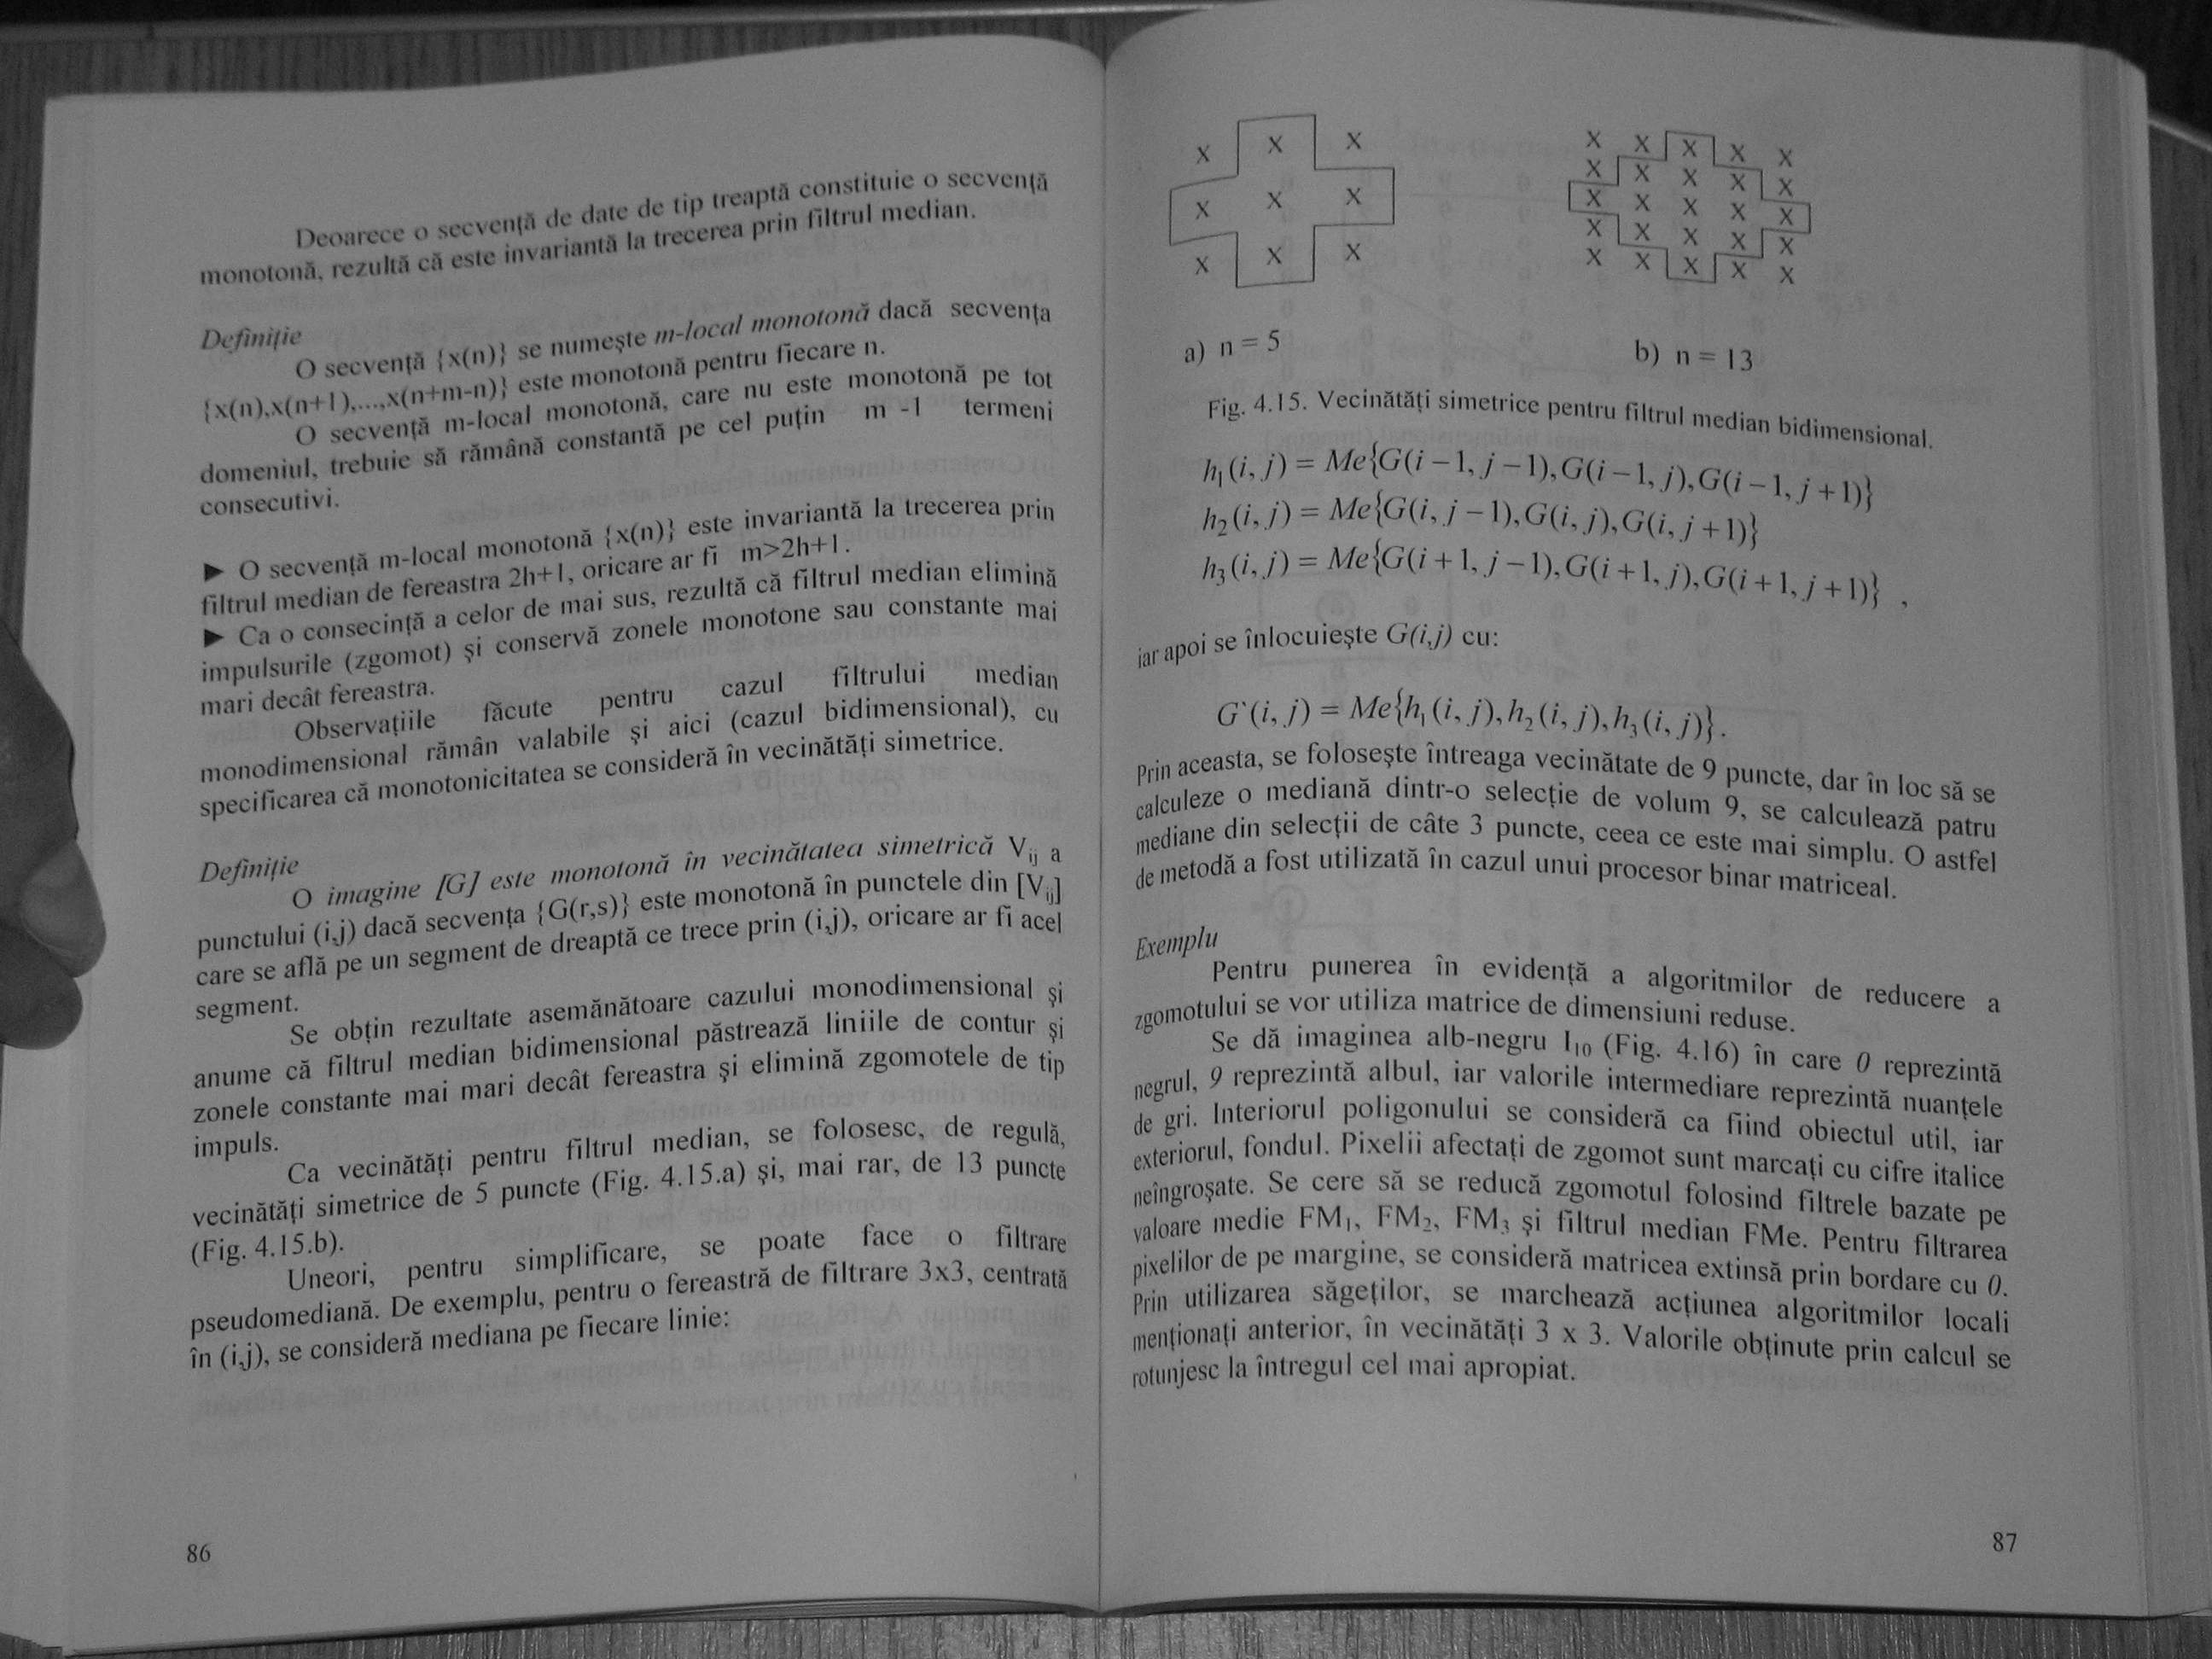 Deoarece o secvenţă de date de tip treaptă constituie o secvenţă
monotonă, rezultă că este invariantă la trecerea prin filtrul median.
Definiţie
O secvenţă {x(n)} se numeşte m-local monotonă dacă secvenţa
{x(n),x(n+1),...,x(n+m-n)} este monotonă pentru fiecare n.
O secvenţă m-local monotonă, care nu este monotonă pe tot
domeniul, trebuie să rămână constantă pe cel puţin m -1 termeni
consecutivi.
► O secvenţă m-local monotonă {x(n)} este invariantă la trecerea prin
filtrul median de fereastra 2h+1, oricare ar fi m>2h+1.
► Ca o consecinţă a celor de mai sus, rezultă că filtrul median elimină
impulsurile (zgomot) şi conservă zonele monotone sau constante mai
mari decât fereastra.
Observaţiile făcute pentru cazul filtrului median
monodimensional rămân valabile şi aici (cazul bidimensional), cu
specificarea că monotonicitatea se consideră în vecinătăţi simetrice.
Definiţie
O imagine [G] este monotonă în vecinătatea simetrică Vij a
punctului (i,j) dacă secvenţa {G(r,s)} este monotonă în punctele din [Vij]
care se află pe un segment de dreaptă ce trece prin (i,j), oricare ar fi acel
segment.
Se obţin rezultate asemănătoare cazului monodimensional şi
anume că filtrul median bidimensional păstrează liniile de contur şi
zonele constante mai mari decât fereastra şi elimină zgomotele de tip
impuls.
Ca vecinătăţi pentru filtrul median, se folosesc, de regulă,
vecinătăţi simetrice de 5 puncte (Fig. 4.15.a) şi, mai rar, de 13 puncte
(Fig. 4.15.b).
Uneori, pentru simplificare, se poate face o filtrare
pseudomediană. De exemplu, pentru o fereastră de filtrare 3x3, centrată
în (i,j), se consideră mediana pe fiecare linie:
86
x x x
x x x
x x x
x x x x x
x x x x x
x x x x x
x x x x x
x x x x x
a) n = 5
b) n = 13
Fig. 4.15. Vecinătăţi simetrice pentru filtrul median bidimensional.
h₁(i, j) = Me{G(i – 1, j – 1),G(i – 1, j),G(i – 1, j + 1)}
h₂(i, j) = Me{G(i, j – 1),G(i, j),G(i, j + 1)}
h₃(i, j) = Me{G(i + 1, j – 1),G(i + 1, j),G(i + 1, j + 1)} ,
iar apoi se înlocuieşte G(i,j) cu:
G`(i, j) = Me{h₁(i, j),h₂(i, j),h₃(i, j)}.
Prin aceasta, se foloseşte întreaga vecinătate de 9 puncte, dar în loc să se
calculeze o mediană dintr-o selecţie de volum 9, se calculează patru
mediane din selecţii de câte 3 puncte, ceea ce este mai simplu. O astfel
de metodă a fost utilizată în cazul unui procesor binar matriceal.
Exemplu
Pentru punerea în evidenţă a algoritmilor de reducere a
zgomotului se vor utiliza matrice de dimensiuni reduse.
Se dă imaginea alb-negru I₁₀ (Fig. 4.16) în care 0 reprezintă
negrul, 9 reprezintă albul, iar valorile intermediare reprezintă nuanţele
de gri. Interiorul poligonului se consideră ca fiind obiectul util, iar
exteriorul, fondul. Pixelii afectaţi de zgomot sunt marcaţi cu cifre italice
neîngroşate. Se cere să se reducă zgomotul folosind filtrele bazate pe
valoare medie FM₁, FM₂, FM₃ şi filtrul median FMe. Pentru filtrarea
pixelilor de pe margine, se consideră matricea extinsă prin bordare cu 0.
Prin utilizarea săgeţilor, se marchează acţiunea algoritmilor locali
menţionaţi anterior, în vecinătăţi 3 x 3. Valorile obţinute prin calcul se
rotunjesc la întregul cel mai apropiat.
87